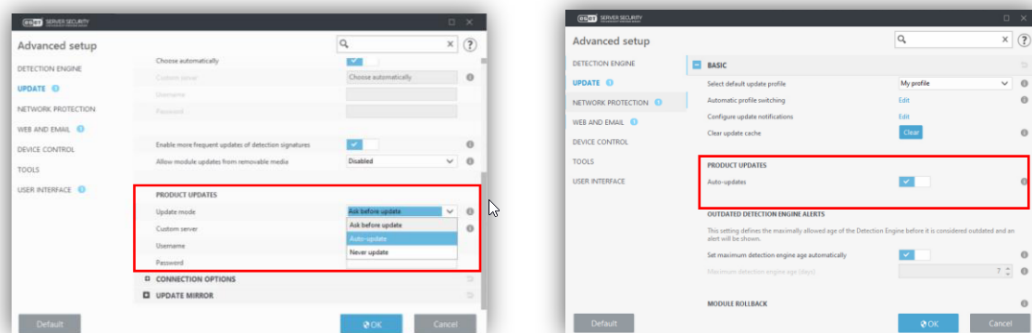 eset SERVER SECURITY
Advanced setup
DETECTION ENGINE
UPDATE
NETWORK PROTECTION
WEB AND EMAIL
DEVICE CONTROL
TOOLS
USER INTERFACE
Choose automatically
Custom server
Choose automatically
Username
Password
Enable more frequent updates of detection signatures
Allow module updates from removable media
Disabled
PRODUCT UPDATES
Update mode
Ask before update
Ask before update
Auto-update
Never update
Custom server
Username
Password
CONNECTION OPTIONS
UPDATE MIRROR
Default
OK
Cancel
eset SERVER SECURITY
Advanced setup
DETECTION ENGINE
UPDATE
NETWORK PROTECTION
WEB AND EMAIL
DEVICE CONTROL
TOOLS
USER INTERFACE
BASIC
Select default update profile
My profile
Automatic profile switching
Edit
Configure update notifications
Edit
Clear update cache
Clear
PRODUCT UPDATES
Auto-updates
OUTDATED DETECTION ENGINE ALERTS
This setting defines the maximally allowed age of the Detection Engine before it is considered outdated and an
alert will be shown.
Set maximum detection engine age automatically
Maximum detection engine age (days)
7
MODULE ROLLBACK
Default
OK
Cancel